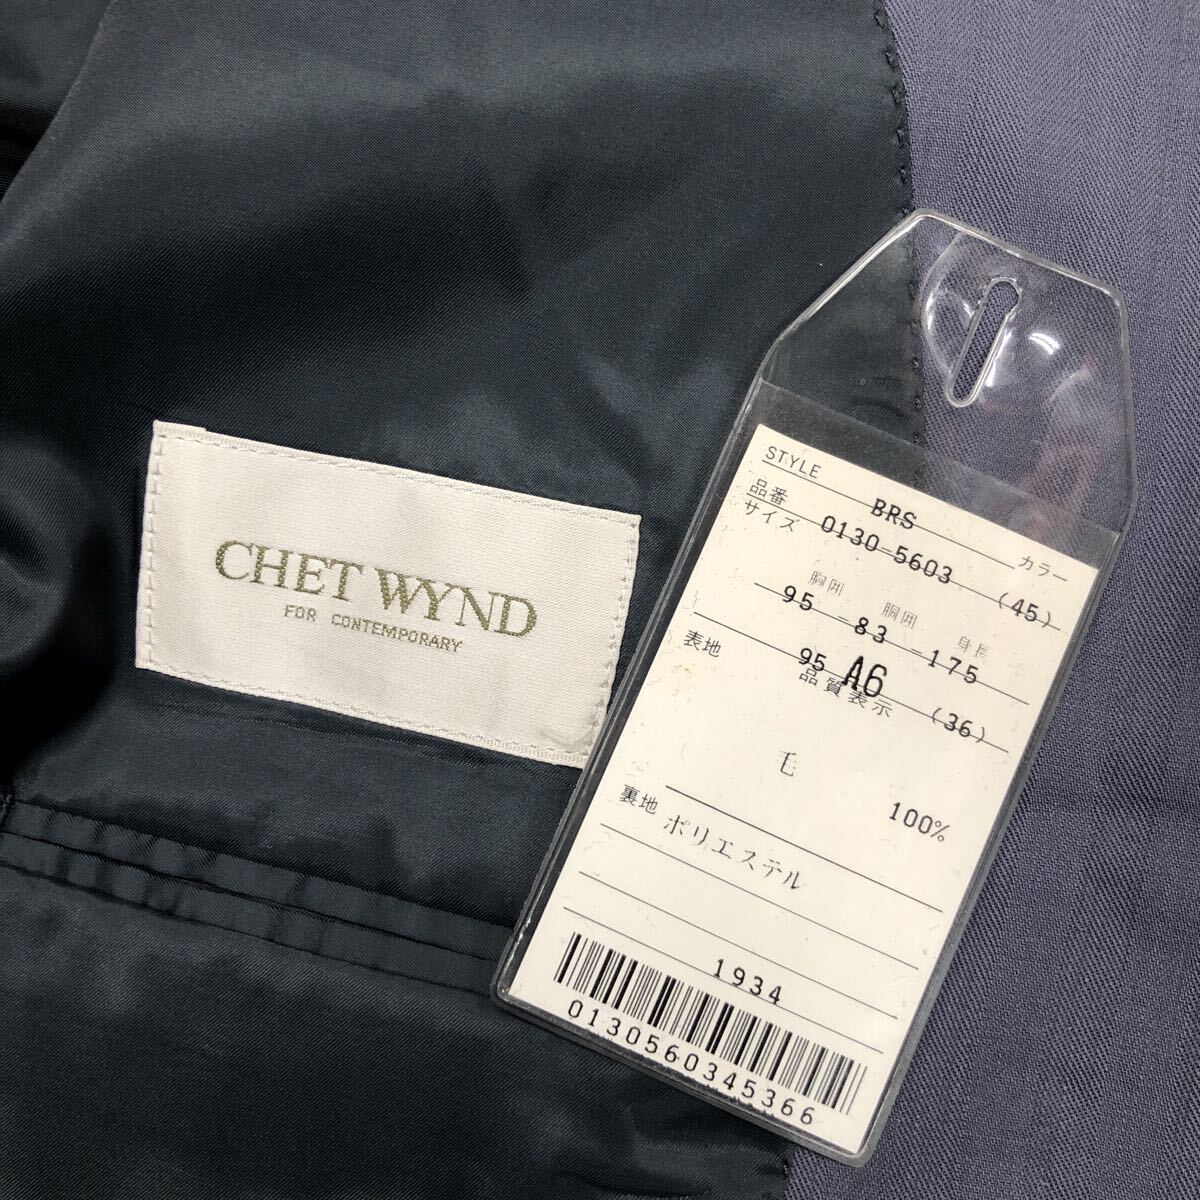 CHET WYND
FOR CONTEMPORARY
STYLE BRS
品番 0130-5603 カラー (45)
サイズ 胸囲 胴囲 身長
95 -83 -175
95 A6 (36)
品質表示
表地
毛 100%
裏地 ポリエステル
1934
0130560345366